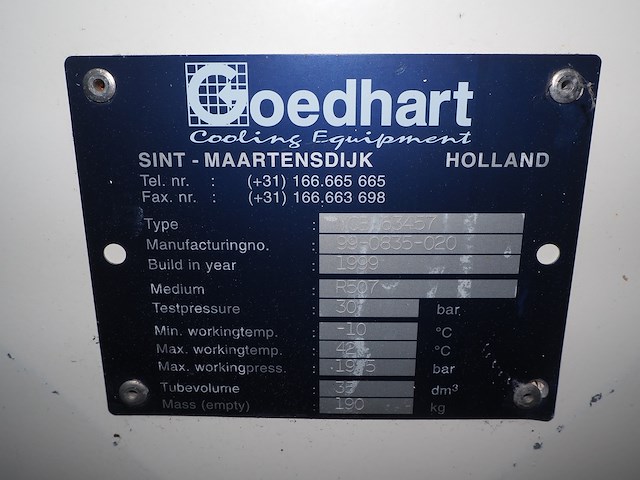 Goedhart
Cooling Equipment
SINT - MAARTENSDIJK HOLLAND
Tel. nr. : (+31) 166.665 665
Fax. nr. : (+31) 166.663 698
Type :
Manufacturingno. : 99-0835-020
Build in year : 1999
Medium : R507
Testpressure : 30 bar
Min. workingtemp. : -10 °C
Max. workingtemp. : °C
Max. workingpress. : bar
Tubevolume : 35 dm³
Mass (empty) : 190 kg